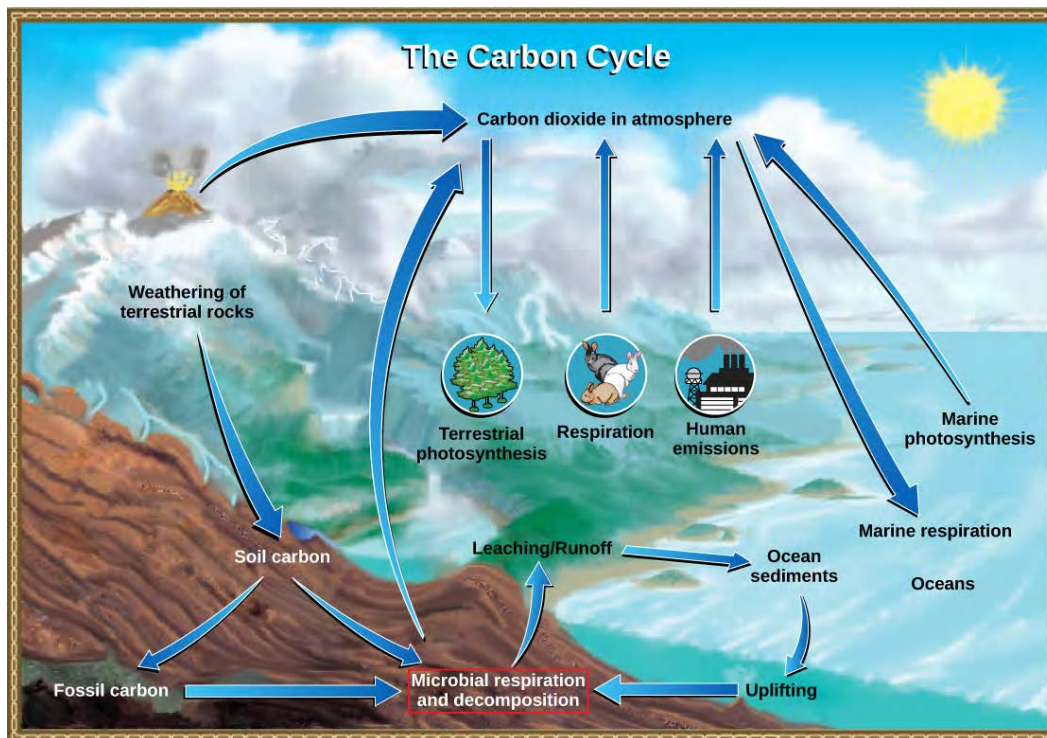 The Carbon Cycle
Carbon dioxide in atmosphere
Weathering of
terrestrial rocks
Terrestrial
photosynthesis
Respiration
Human
emissions
Marine
photosynthesis
Marine respiration
Soil carbon
Leaching/Runoff
Ocean
sediments
Oceans
Fossil carbon
Microbial respiration
and decomposition
Uplifting